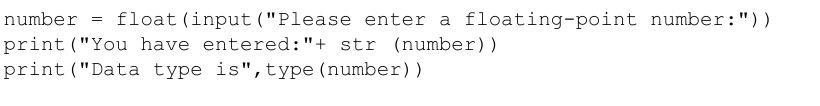 number = float(input("Please enter a floating-point number:"))
print("You have entered:"+ str (number))
print("Data type is",type(number))